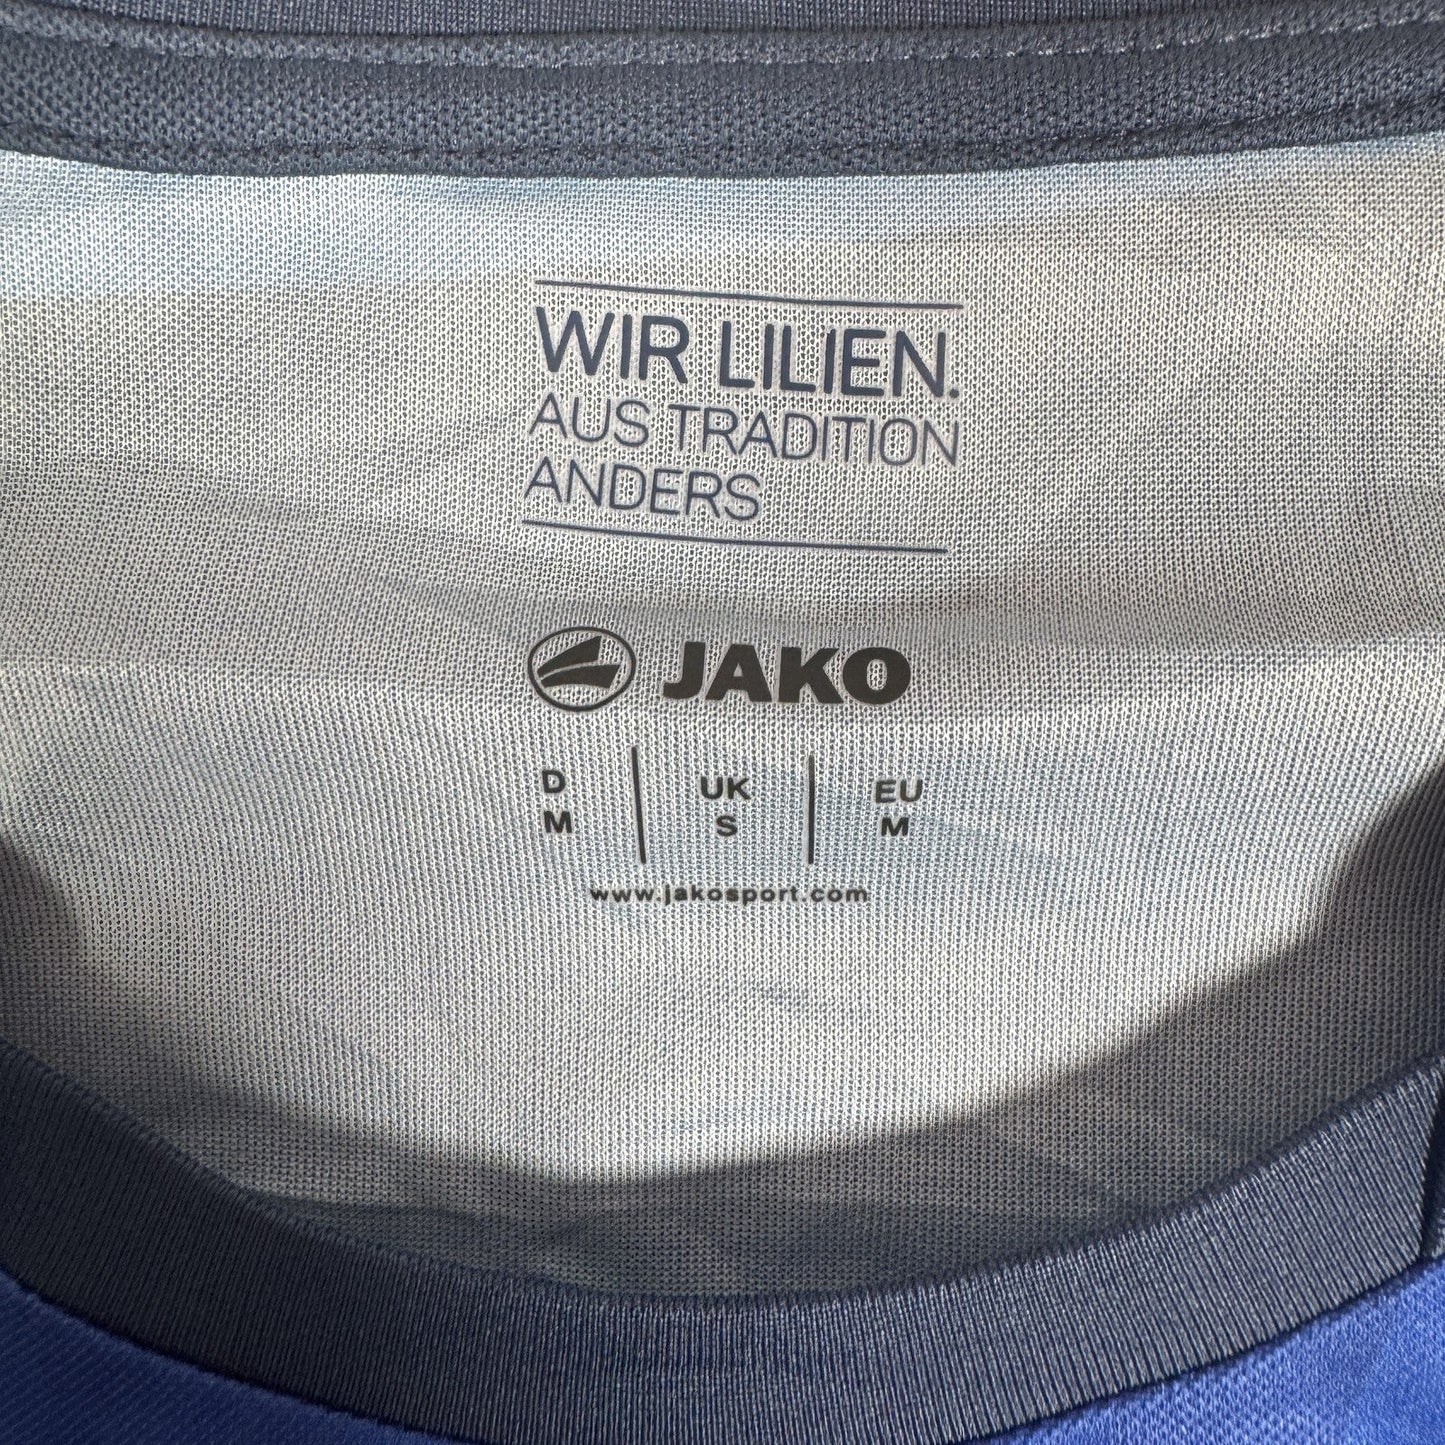 WIR LILIEN.
AUS TRADITION
ANDERS
JAKO
D UK EU
M S M
www.jakosport.com